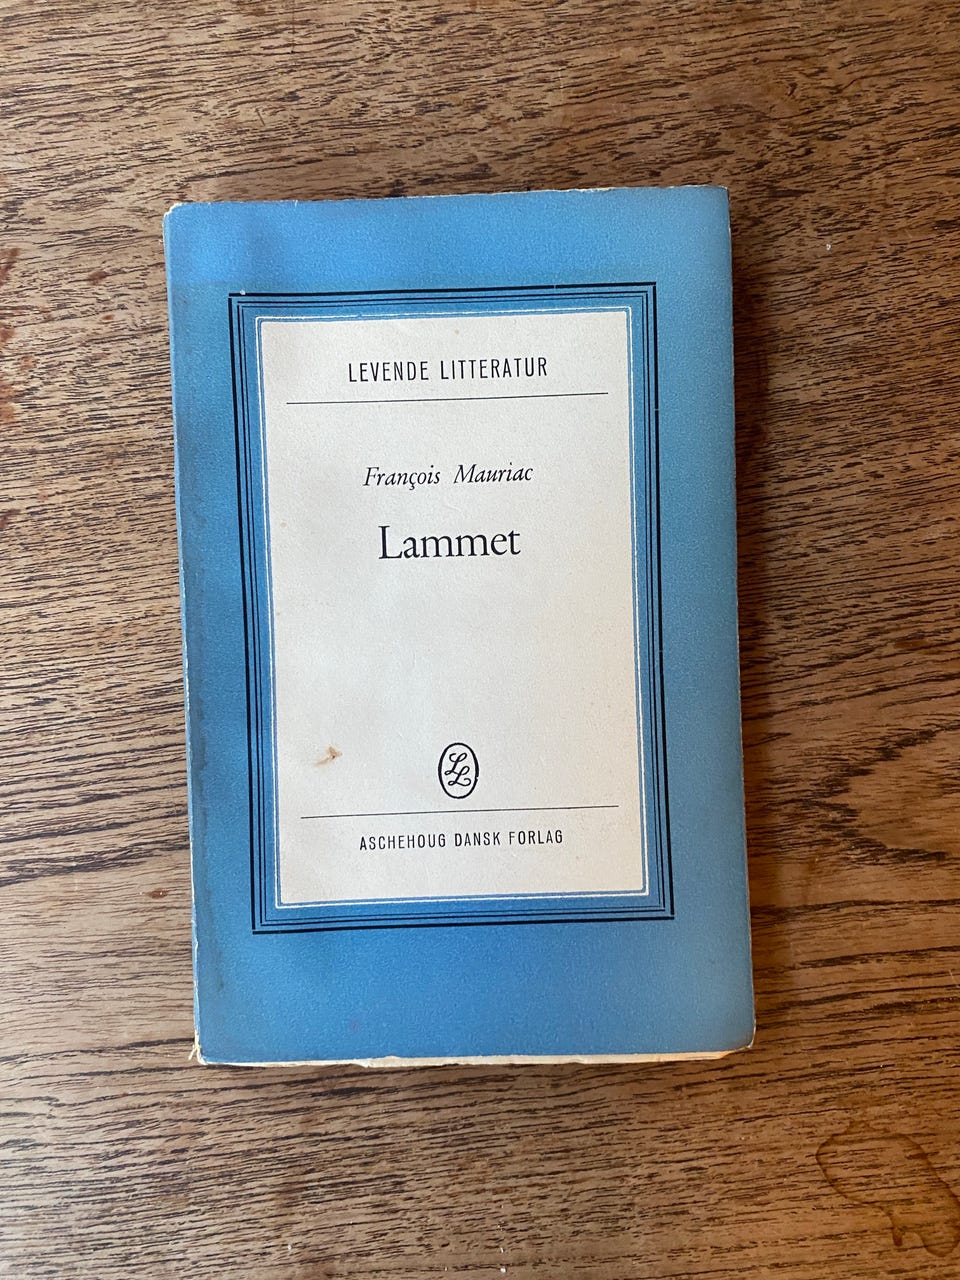 LEVENDE LITTERATUR
François Mauriac
Lammet
LL
ASCHEHOUG DANSK FORLAG